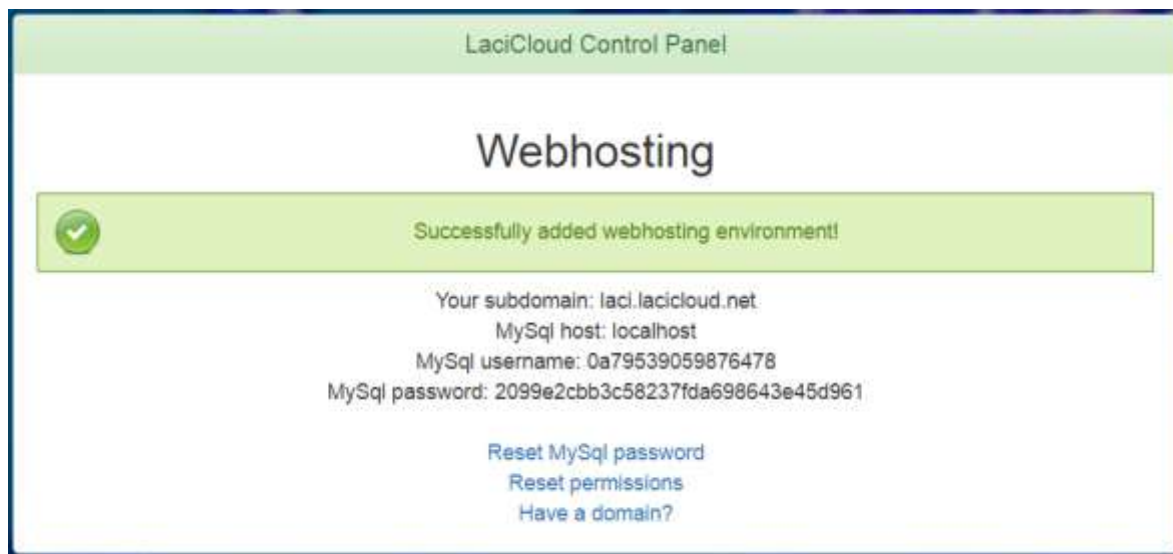 LaciCloud Control Panel
Webhosting
Successfully added webhosting environment!
Your subdomain: laci.lacicloud.net
MySql host: localhost
MySql username: 0a79539059876478
MySql password: 2099e2cbb3c58237fda698643e45d961
Reset MySql password
Reset permissions
Have a domain?